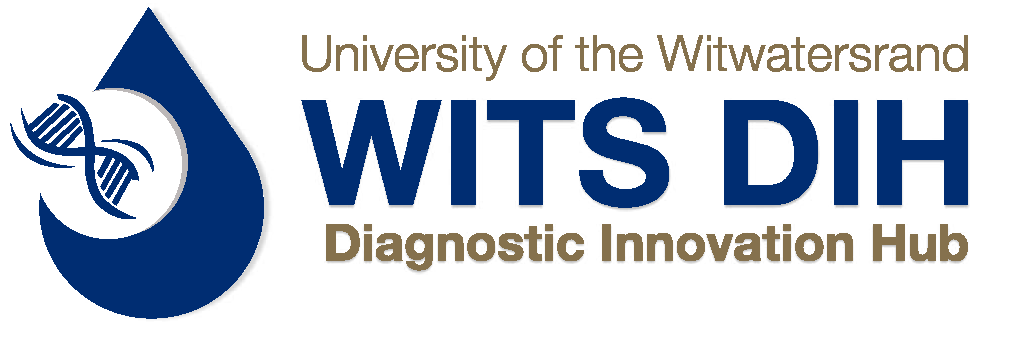 University of the Witwatersrand
WITS DIH
Diagnostic Innovation Hub